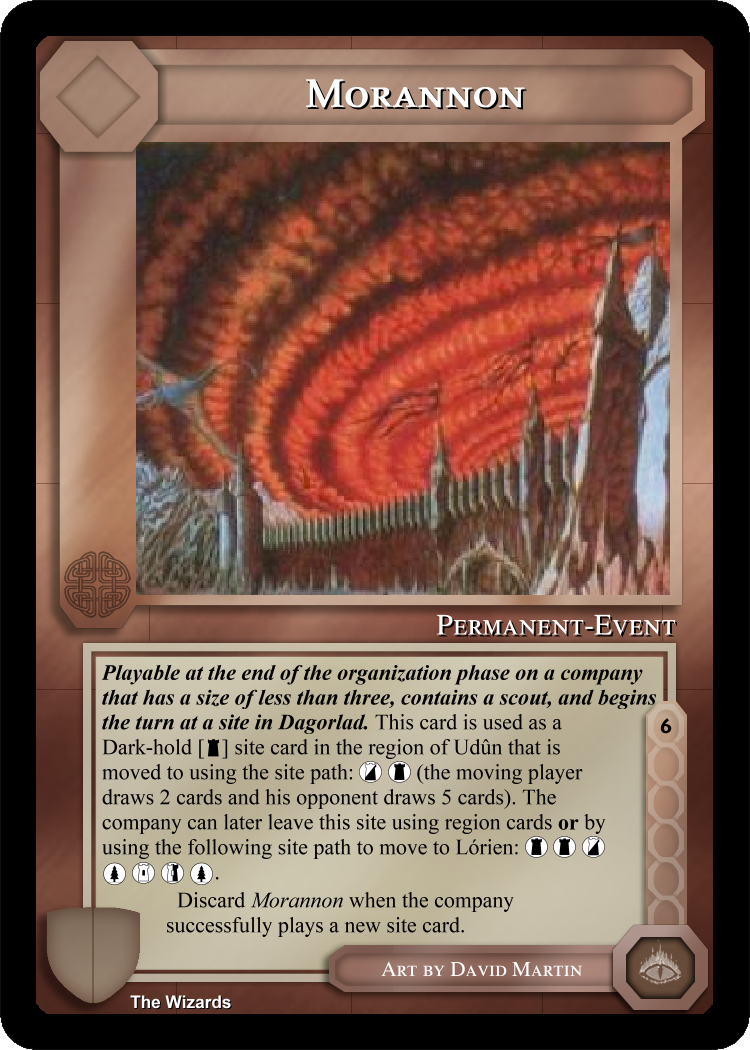 Morannon
Permanent-Event
Playable at the end of the organization phase on a company
that has a size of less than three, contains a scout, and begins
the turn at a site in Dagorlad. This card is used as a
Dark-hold [ ] site card in the region of Udûn that is
moved to using the site path: (the moving player
draws 2 cards and his opponent draws 5 cards). The
company can later leave this site using region cards or by
using the following site path to move to Lórien:
.
Discard Morannon when the company
successfully plays a new site card.
6
Art by David Martin
The Wizards